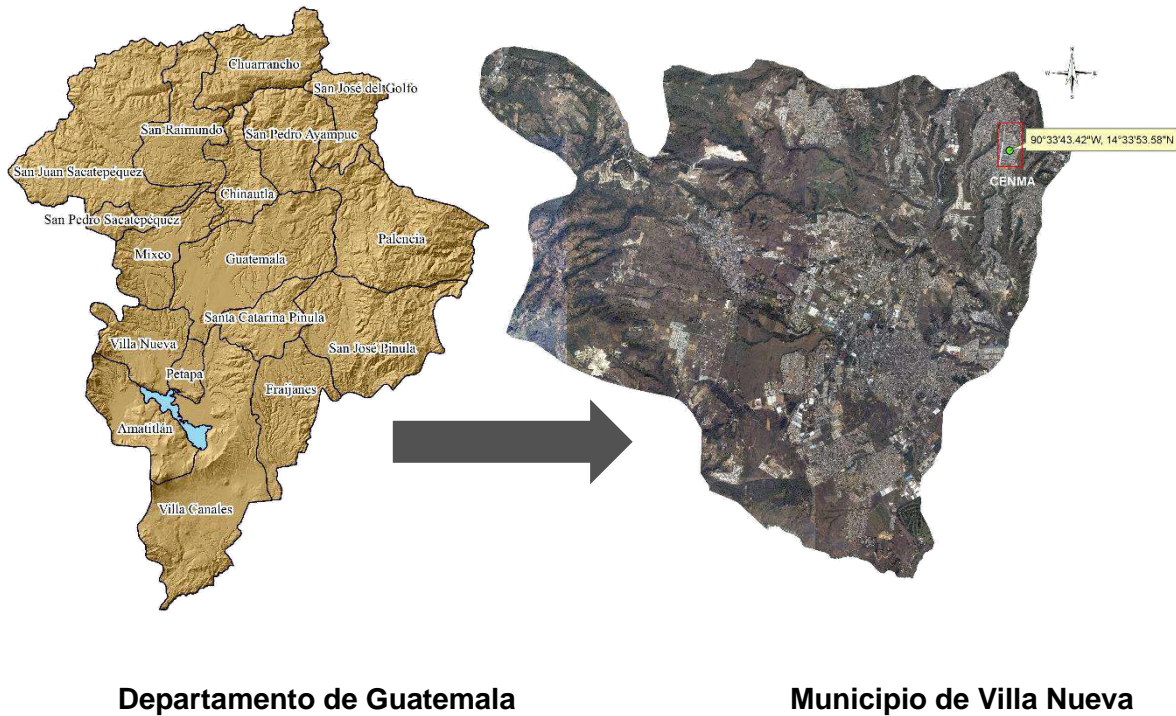 Chuarrancho
San José del Golfo
San Raimundo
San Pedro Ayampuc
San Juan Sacatepéquez
Chinautla
San Pedro Sacatepéquez
Palencia
Mixco
Guatemala
Santa Catarina Pinula
Villa Nueva
San José Pinula
Petapa
Fraijanes
Amatitlán
Villa Canales
N
W E
S
90°33'43.42"W, 14°33'53.58"N
CENMA
Departamento de Guatemala
Municipio de Villa Nueva